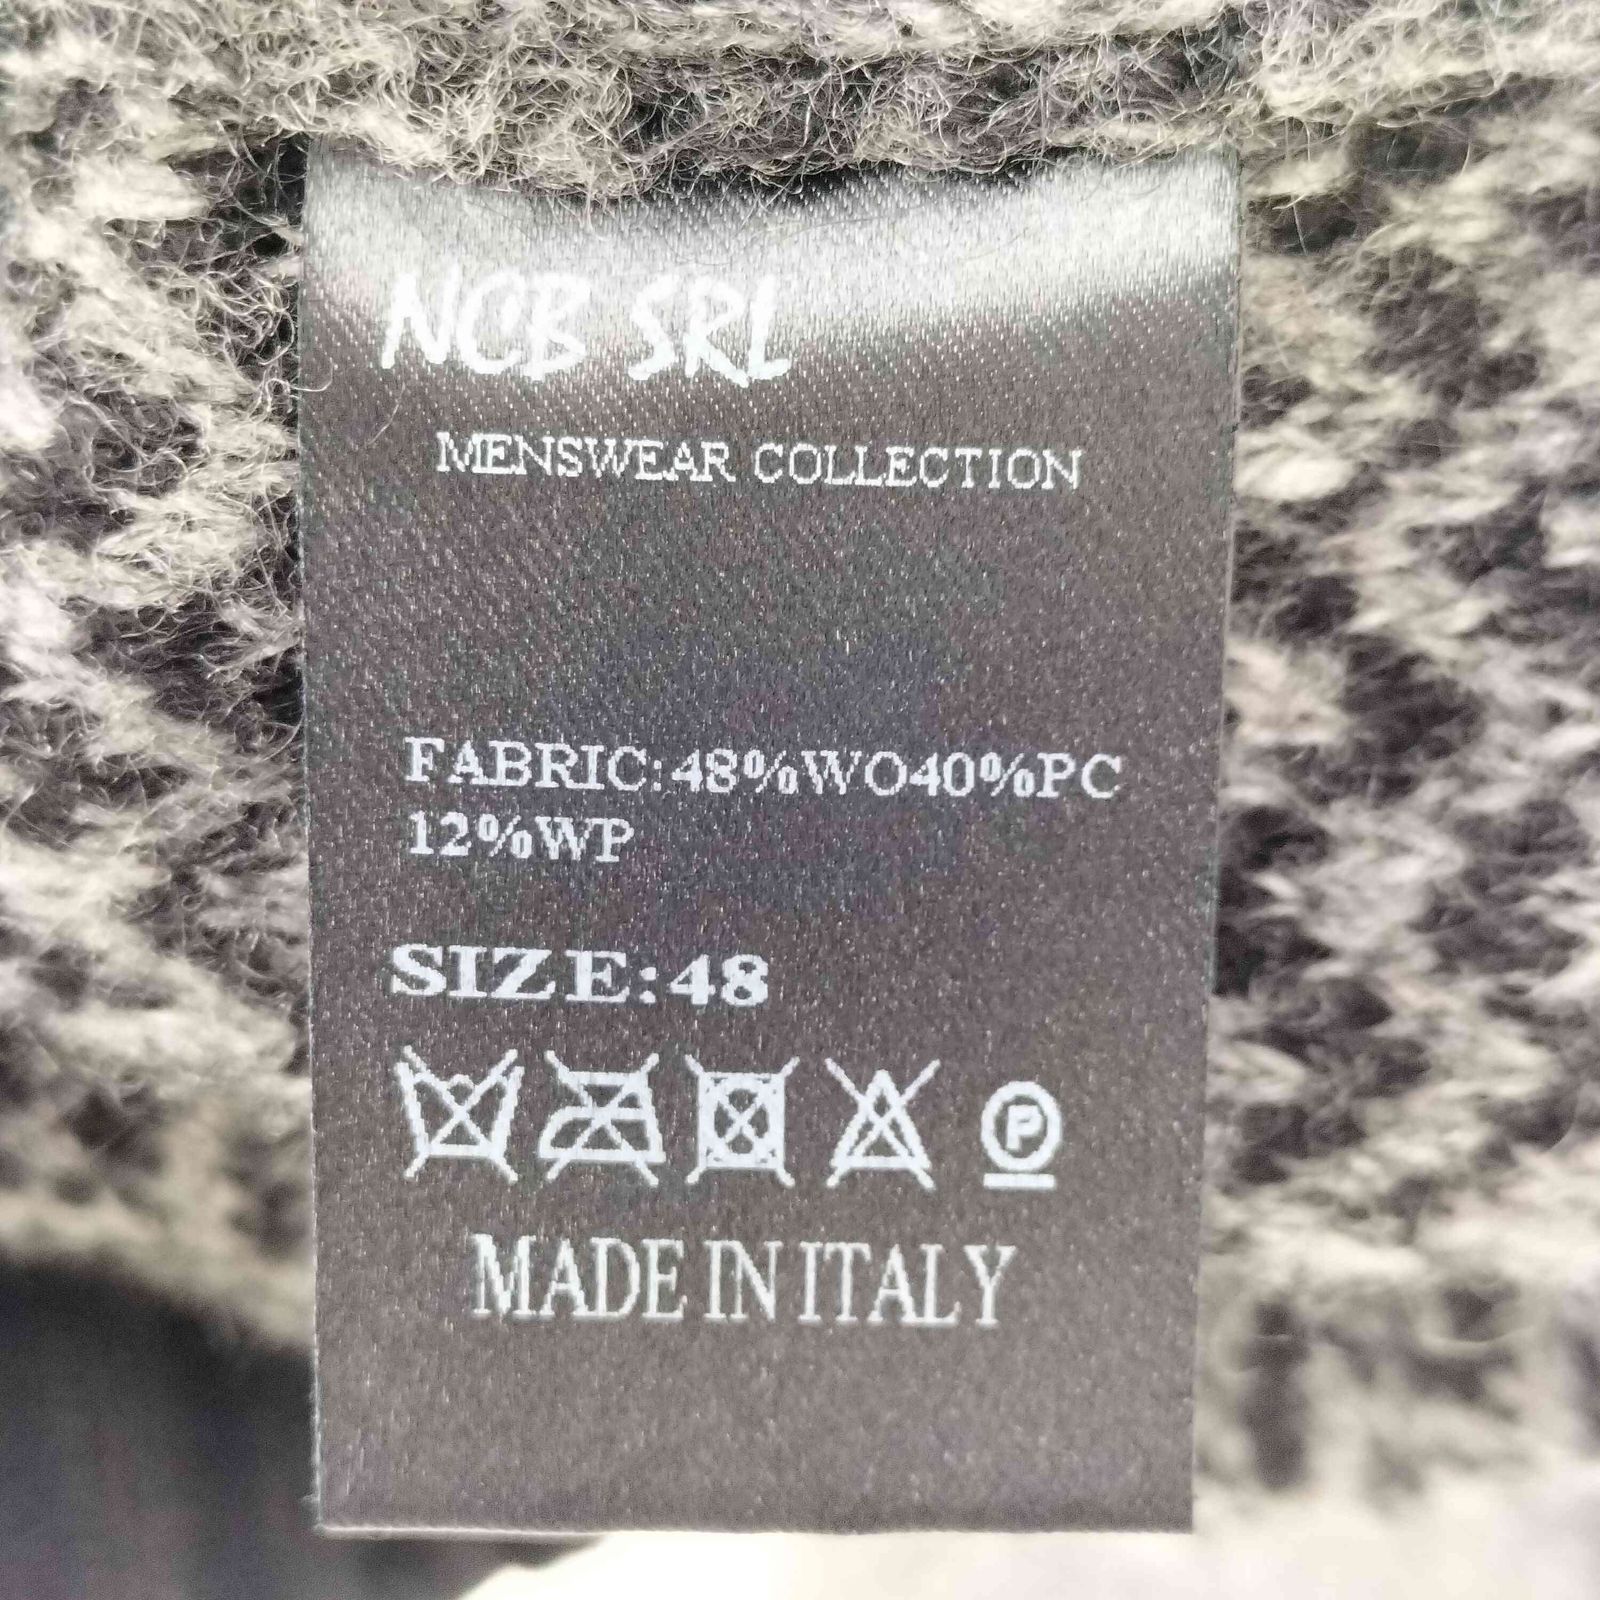 NCB SRL
MENSWEAR COLLECTION
FABRIC:48%WO40%PC
12%WP
SIZE:48
P
MADE IN ITALY